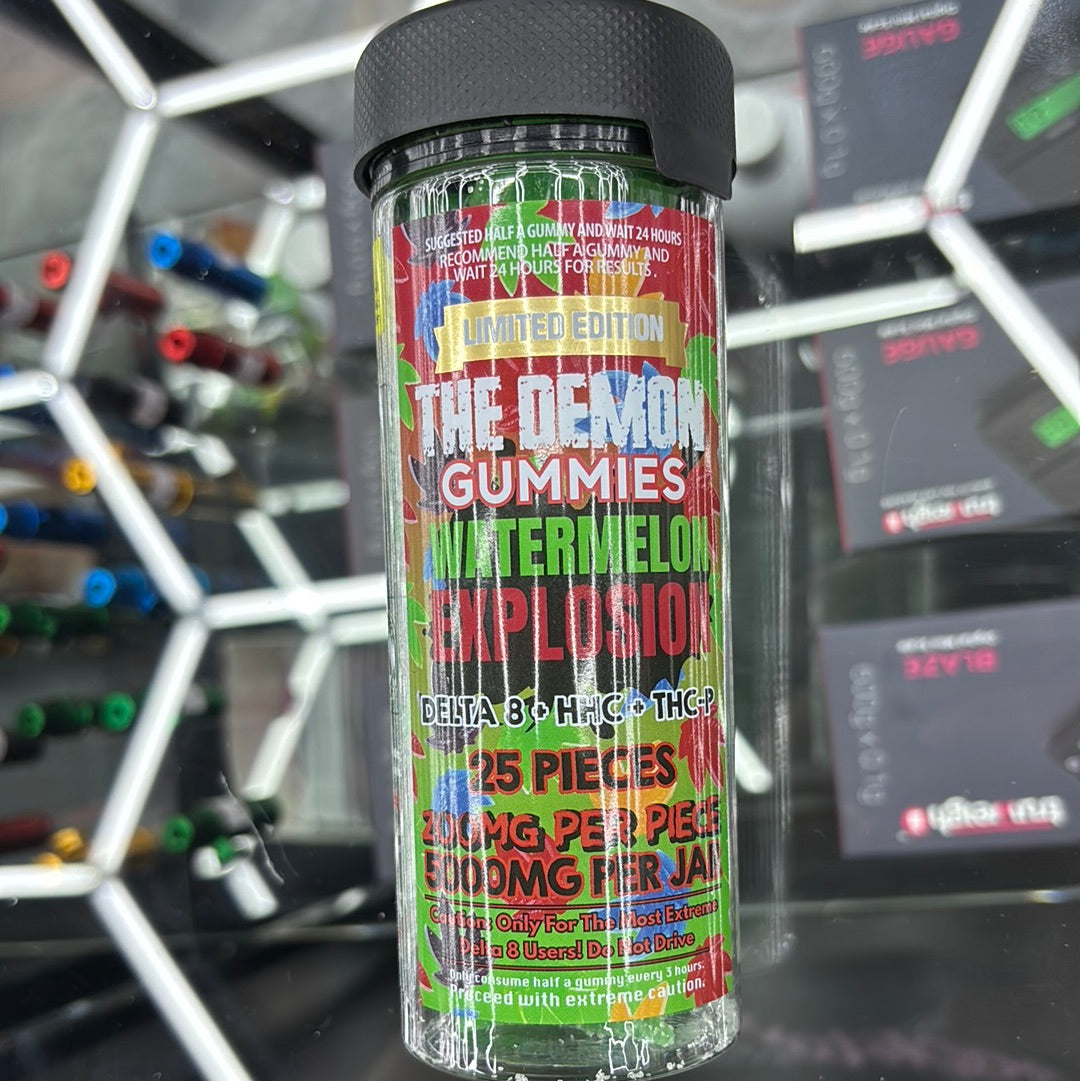 SUGGESTED HALF A GUMMY AND WAIT 24 HOURS
RECOMMEND HALF A GUMMY AND
WAIT 24 HOURS FOR RESULTS.
LIMITED EDITION
THE DEMON
GUMMIES
WATERMELON
EXPLOSION
DELTA 8 + HHC + THC-P
25 PIECES
200MG PER PIECE
5000MG PER JAR
Caution: Only For The Most Extreme
Delta 8 Users! Do Not Drive
Only consume half a gummy every 3 hours.
Proceed with extreme caution.
GAUGE
GAUGE
BLAZE